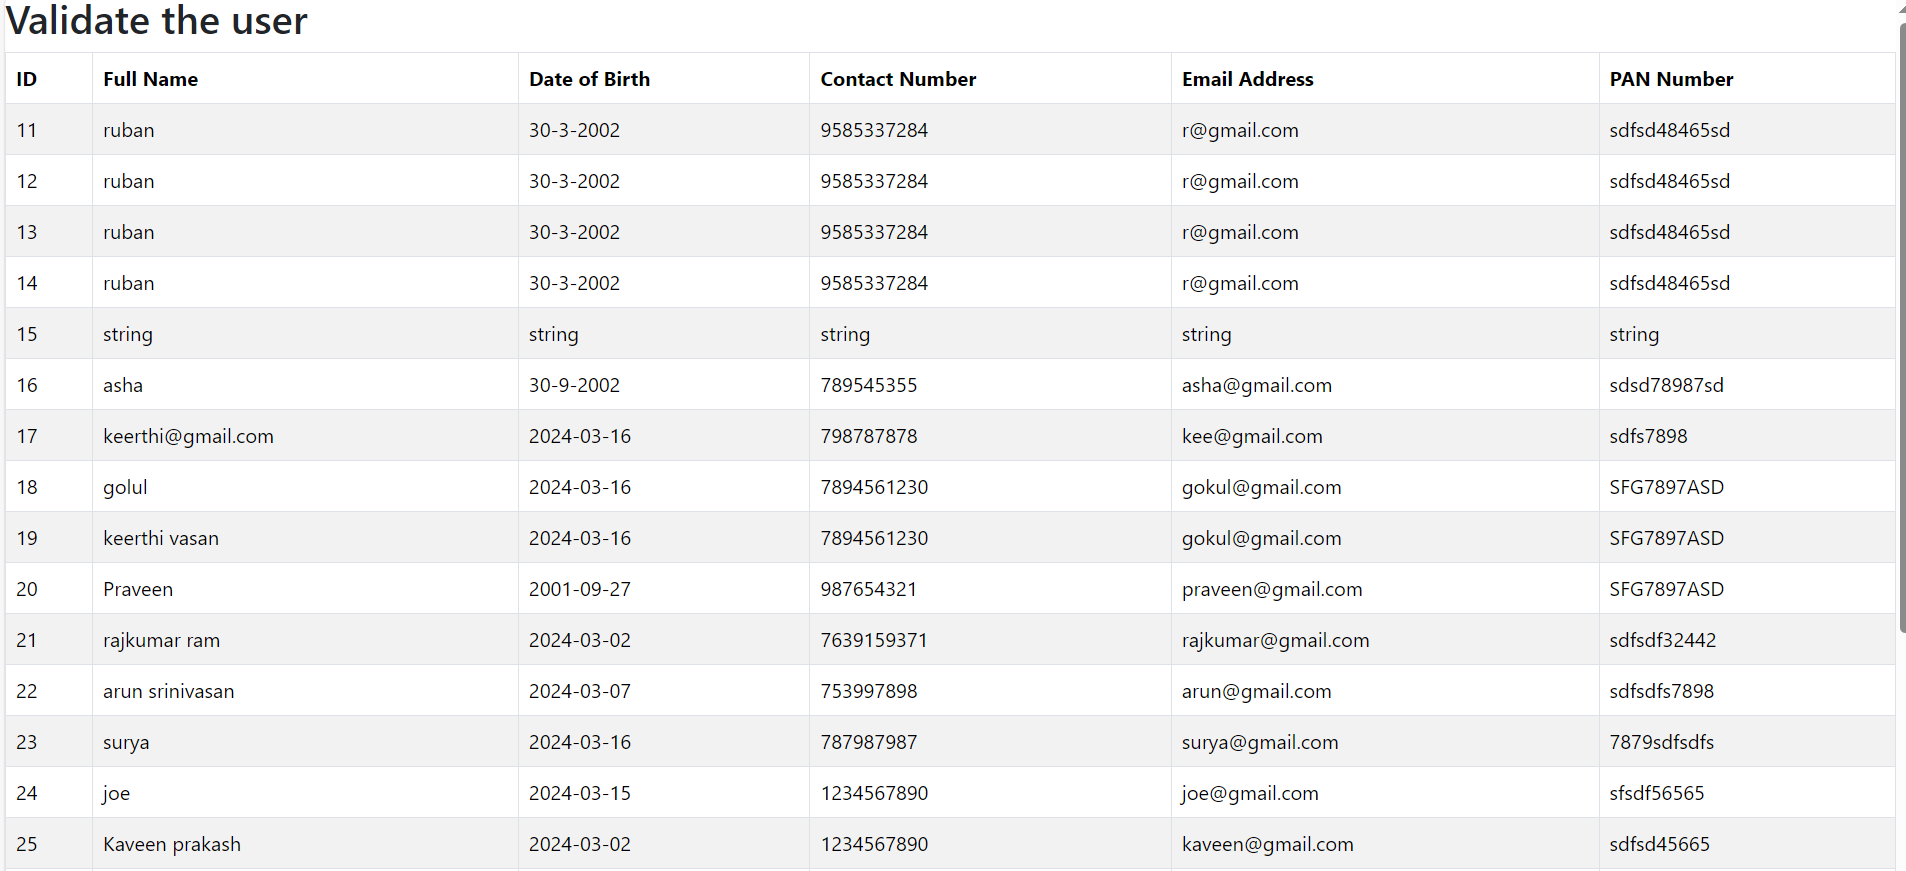 Validate the user
ID Full Name Date of Birth Contact Number Email Address PAN Number
11 ruban 30-3-2002 9585337284 r@gmail.com sdfsd48465sd
12 ruban 30-3-2002 9585337284 r@gmail.com sdfsd48465sd
13 ruban 30-3-2002 9585337284 r@gmail.com sdfsd48465sd
14 ruban 30-3-2002 9585337284 r@gmail.com sdfsd48465sd
15 string string string string string
16 asha 30-9-2002 789545355 asha@gmail.com sdsd78987sd
17 keerthi@gmail.com 2024-03-16 798787878 kee@gmail.com sdfs7898
18 golul 2024-03-16 7894561230 gokul@gmail.com SFG7897ASD
19 keerthi vasan 2024-03-16 7894561230 gokul@gmail.com SFG7897ASD
20 Praveen 2001-09-27 987654321 praveen@gmail.com SFG7897ASD
21 rajkumar ram 2024-03-02 7639159371 rajkumar@gmail.com sdfsdf32442
22 arun srinivasan 2024-03-07 753997898 arun@gmail.com sdfsdfs7898
23 surya 2024-03-16 787987987 surya@gmail.com 7879sdfsdfs
24 joe 2024-03-15 1234567890 joe@gmail.com sfsdf56565
25 Kaveen prakash 2024-03-02 1234567890 kaveen@gmail.com sdfsd45665